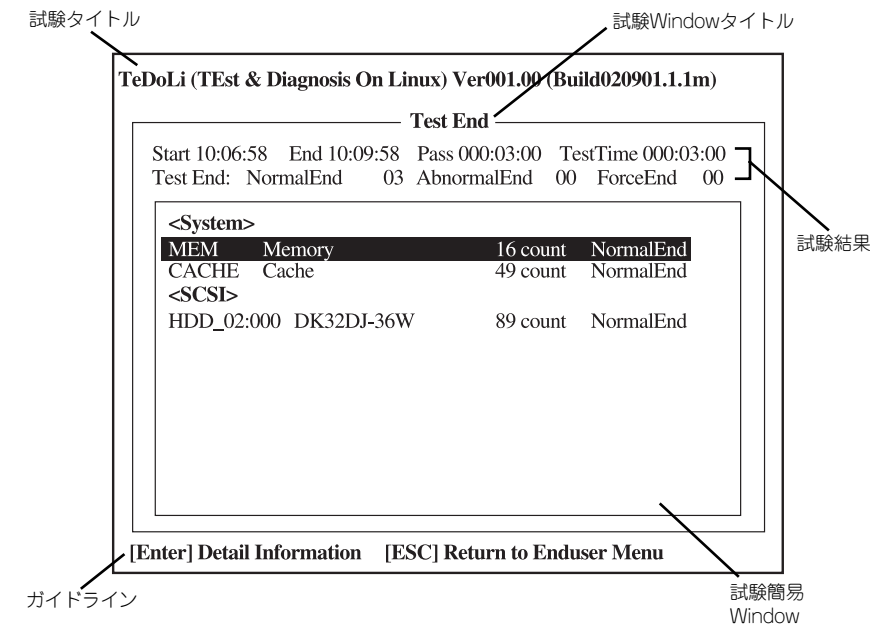 試験タイトル
試験Windowタイトル
TeDoLi (TEst & Diagnosis On Linux) Ver001.00 (Build020901.1.1m)
Test End
Start 10:06:58 End 10:09:58 Pass 000:03:00 TestTime 000:03:00
Test End: NormalEnd 03 AbnormalEnd 00 ForceEnd 00
試験結果
<System>
MEM Memory 16 count NormalEnd
CACHE Cache 49 count NormalEnd
<SCSI>
HDD_02:000 DK32DJ-36W 89 count NormalEnd
[Enter] Detail Information [ESC] Return to Enduser Menu
ガイドライン
試験簡易
Window